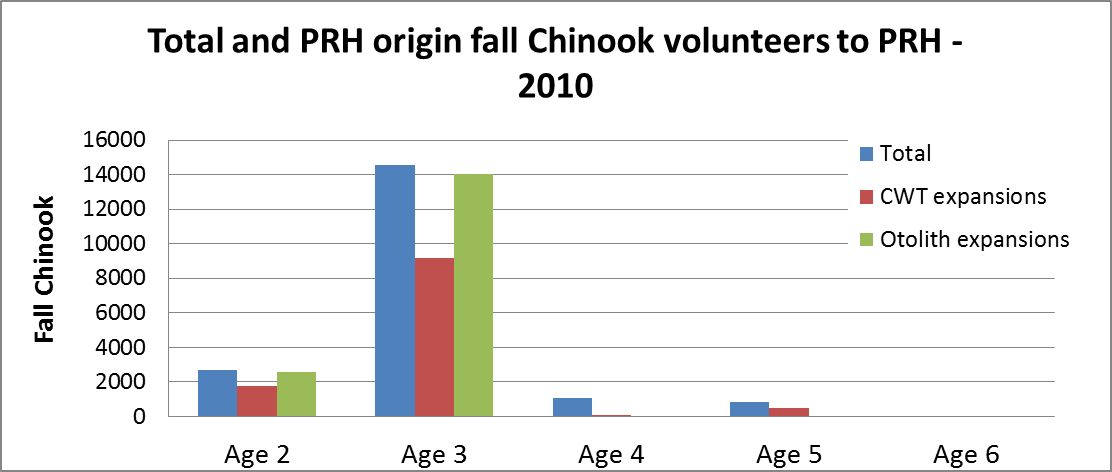 Total and PRH origin fall Chinook volunteers to PRH -
2010
16000
14000
12000
10000
8000
6000
4000
2000
0
Fall Chinook
Total
CWT expansions
Otolith expansions
Age 2
Age 3
Age 4
Age 5
Age 6